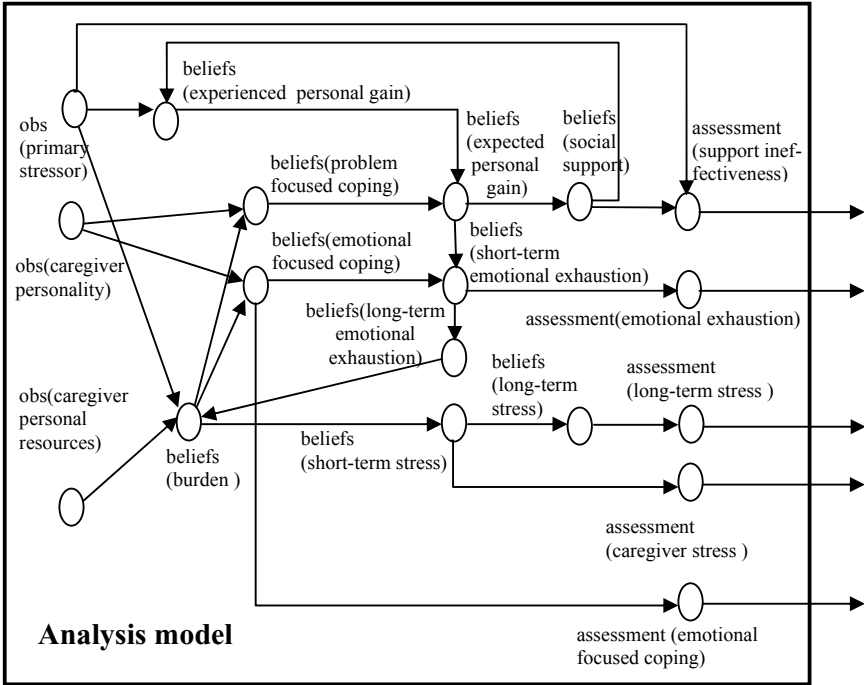 beliefs
(experienced personal gain)
obs
(primary
stressor)
beliefs
(expected
personal
gain)
beliefs
(social
support)
assessment
(support inef-
fectiveness)
beliefs(problem
focused coping)
obs(caregiver
personality)
beliefs(emotional
focused coping)
beliefs
(short-term
emotional exhaustion)
beliefs(long-term
emotional
exhaustion)
assessment(emotional exhaustion)
obs(caregiver
personal
resources)
beliefs
(burden )
beliefs
(short-term stress)
beliefs
(long-term
stress)
assessment
(long-term stress )
assessment
(caregiver stress )
assessment (emotional
focused coping)
Analysis model